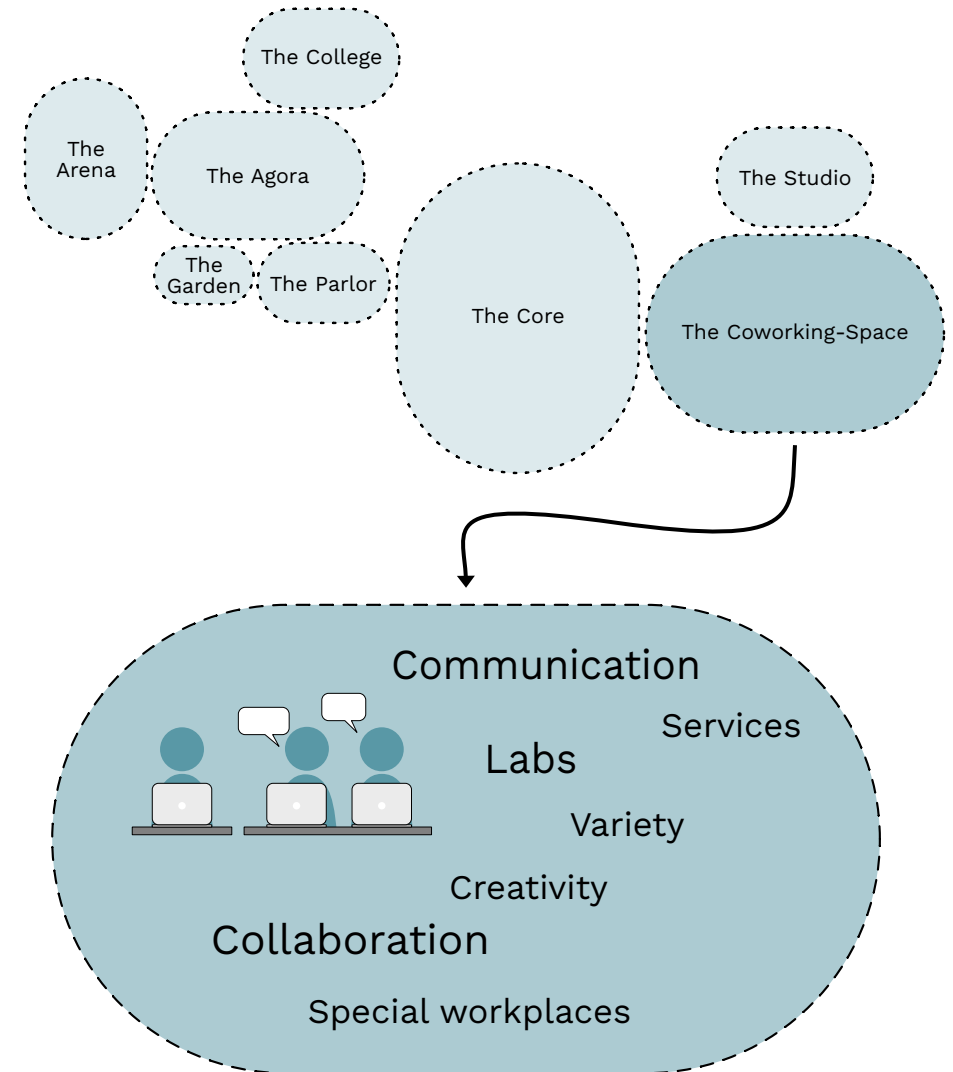 The College
The
Arena
The Agora
The Studio
The
Garden
The Parlor
The Core
The Coworking-Space
Communication
Services
Labs
Variety
Creativity
Collaboration
Special workplaces